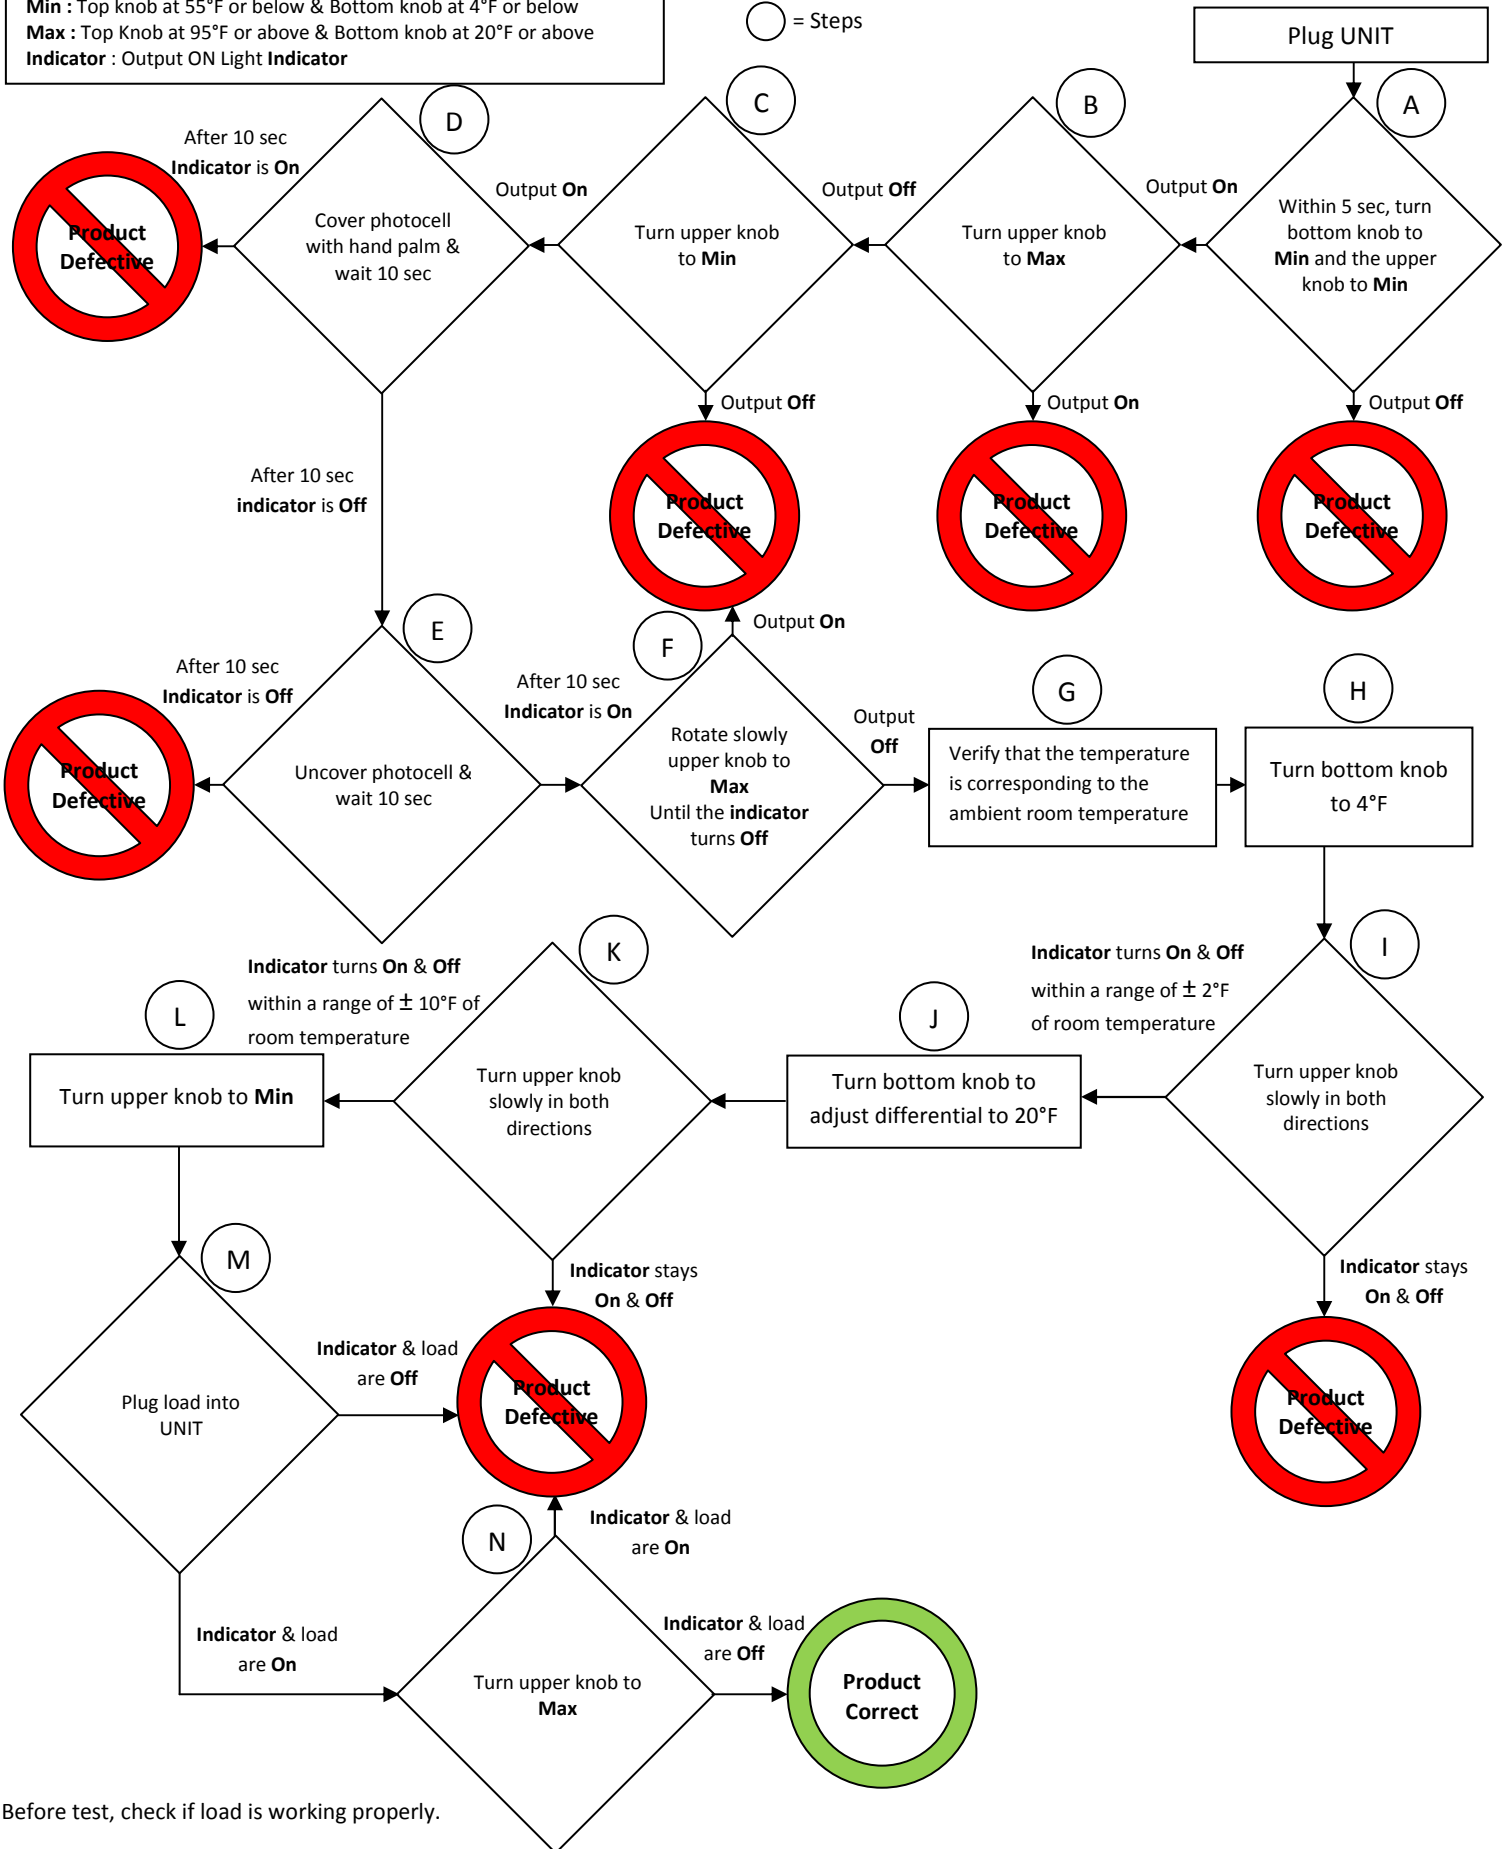 Min : Top knob at 55°F or below & Bottom knob at 4°F or below
Max : Top Knob at 95°F or above & Bottom knob at 20°F or above
Indicator : Output ON Light Indicator
= Steps
Plug UNIT
A
Within 5 sec, turn
bottom knob to
Min and the upper
knob to Min
Output On
Output Off
Product
Defective
B
Turn upper knob
to Max
Output Off
Output On
Product
Defective
C
Turn upper knob
to Min
Output On
Output Off
Product
Defective
D
Cover photocell
with hand palm &
wait 10 sec
After 10 sec
Indicator is On
Product
Defective
After 10 sec
indicator is Off
E
Uncover photocell &
wait 10 sec
After 10 sec
Indicator is Off
Product
Defective
After 10 sec
Indicator is On
F
Rotate slowly
upper knob to
Max
Until the indicator
turns Off
Output On
Output
Off
G
Verify that the temperature
is corresponding to the
ambient room temperature
H
Turn bottom knob
to 4°F
I
Turn upper knob
slowly in both
directions
Indicator turns On & Off
within a range of ± 2°F
of room temperature
Indicator stays
On & Off
Product
Defective
J
Turn bottom knob to
adjust differential to 20°F
K
Turn upper knob
slowly in both
directions
Indicator turns On & Off
within a range of ± 10°F of
room temperature
Indicator stays
On & Off
Product
Defective
L
Turn upper knob to Min
M
Plug load into
UNIT
Indicator & load
are Off
Indicator & load
are On
N
Turn upper knob to
Max
Indicator & load
are On
Indicator & load
are Off
Product
Correct
Before test, check if load is working properly.